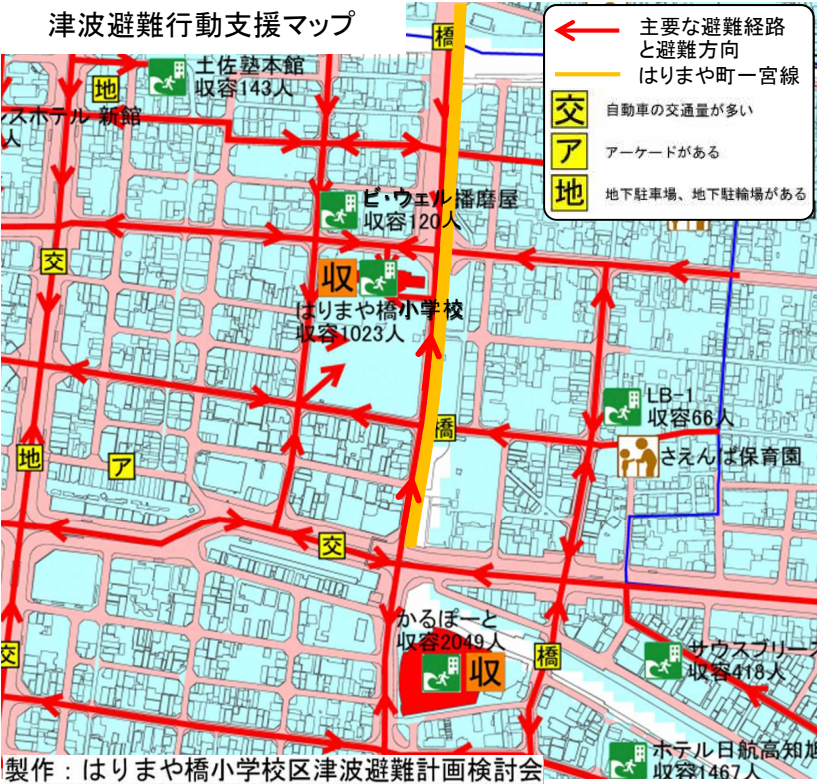 津波避難行動支援マップ
主要な避難経路
と避難方向
はりまや町一宮線
交 自動車の交通量が多い
ア アーケードがある
地 地下駐車場、地下駐輪場がある
橋
土佐塾本館
収容143人
地
スホテル 新館
人
ビ・ウェル播磨屋
収容120人
交
収
はりまや橋小学校
収容1023人
LB-1
収容66人
橋
さえんば保育園
地
ア
交
かるぽーと
収容2049人
収
橋
交
サウスブリーズ
収容418人
ホテル日航高知旭
収容1467人
製作：はりまや橋小学校区津波避難計画検討会